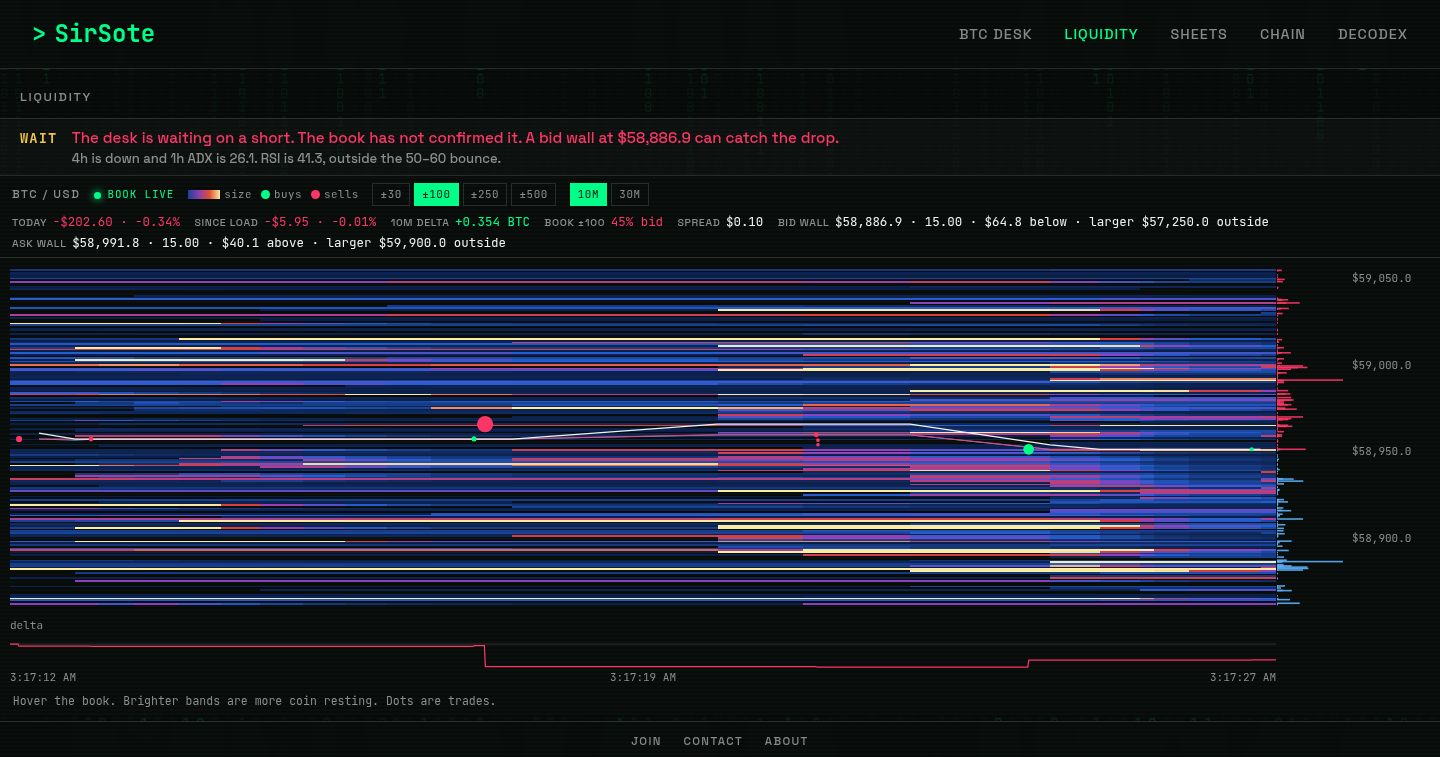 > SirSote
BTC DESK LIQUIDITY SHEETS CHAIN DECODEX
LIQUIDITY
WAIT The desk is waiting on a short. The book has not confirmed it. A bid wall at $58,886.9 can catch the drop.
4h is down and 1h ADX is 26.1. RSI is 41.3, outside the 50–60 bounce.
BTC / USD BOOK LIVE size buys sells ±30 ±100 ±250 ±500 10M 30M
TODAY -$202.60 · -0.34% SINCE LOAD -$5.95 · -0.01% 10M DELTA +0.354 BTC BOOK ±100 45% bid SPREAD $0.10 BID WALL $58,886.9 · 15.00 · $64.8 below · larger $57,250.0 outside
ASK WALL $58,991.8 · 15.00 · $40.1 above · larger $59,900.0 outside
$59,050.0
$59,000.0
$58,950.0
$58,900.0
delta
3:17:12 AM 3:17:19 AM 3:17:27 AM
Hover the book. Brighter bands are more coin resting. Dots are trades.
JOIN CONTACT ABOUT